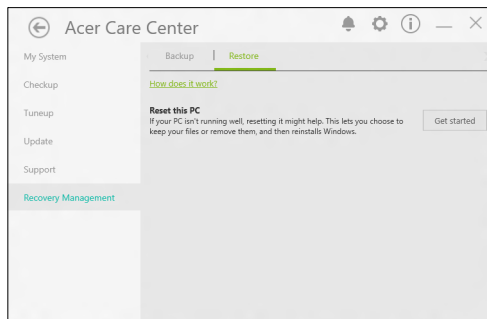 Acer Care Center
My System
Backup | Restore
Checkup
How does it work?
Tuneup
Reset this PC
If your PC isn't running well, resetting it might help. This lets you choose to
keep your files or remove them, and then reinstalls Windows.
Get started
Update
Support
Recovery Management